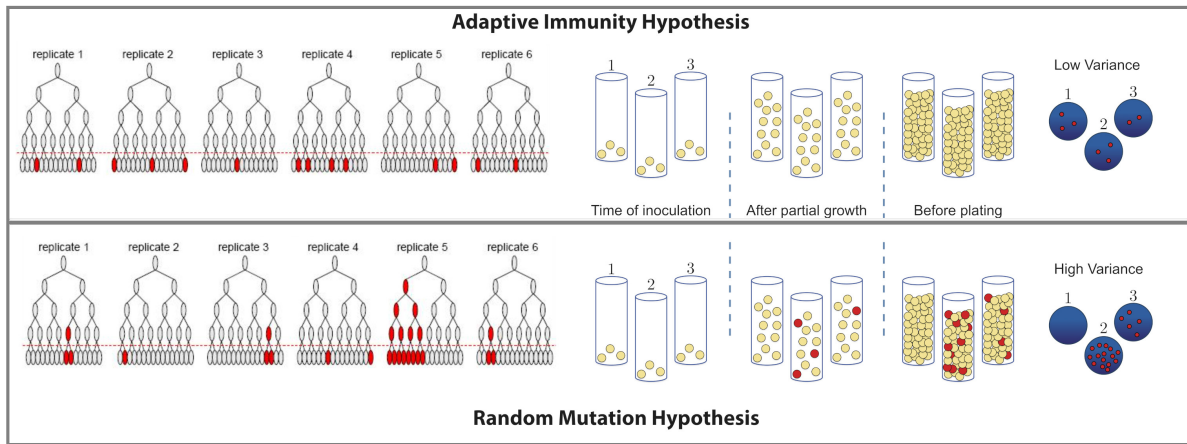 Adaptive Immunity Hypothesis
replicate 1 replicate 2 replicate 3 replicate 4 replicate 5 replicate 6
1 2 3
Low Variance
1 2 3
Time of inoculation After partial growth Before plating
replicate 1 replicate 2 replicate 3 replicate 4 replicate 5 replicate 6
1 2 3
High Variance
1 2 3
Random Mutation Hypothesis